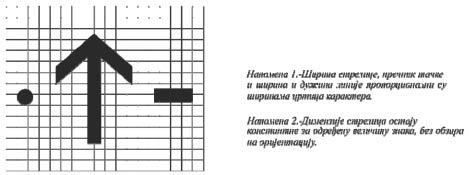 Напомена 1.-Ширина стрелице, пречник тачке
и ширина и дужина линије пропорционални су
ширинама цртица карактера.
Напомена 2.-Димензије стрелица остају
константне за одређену величину знака, без обзира
на оријентацију.